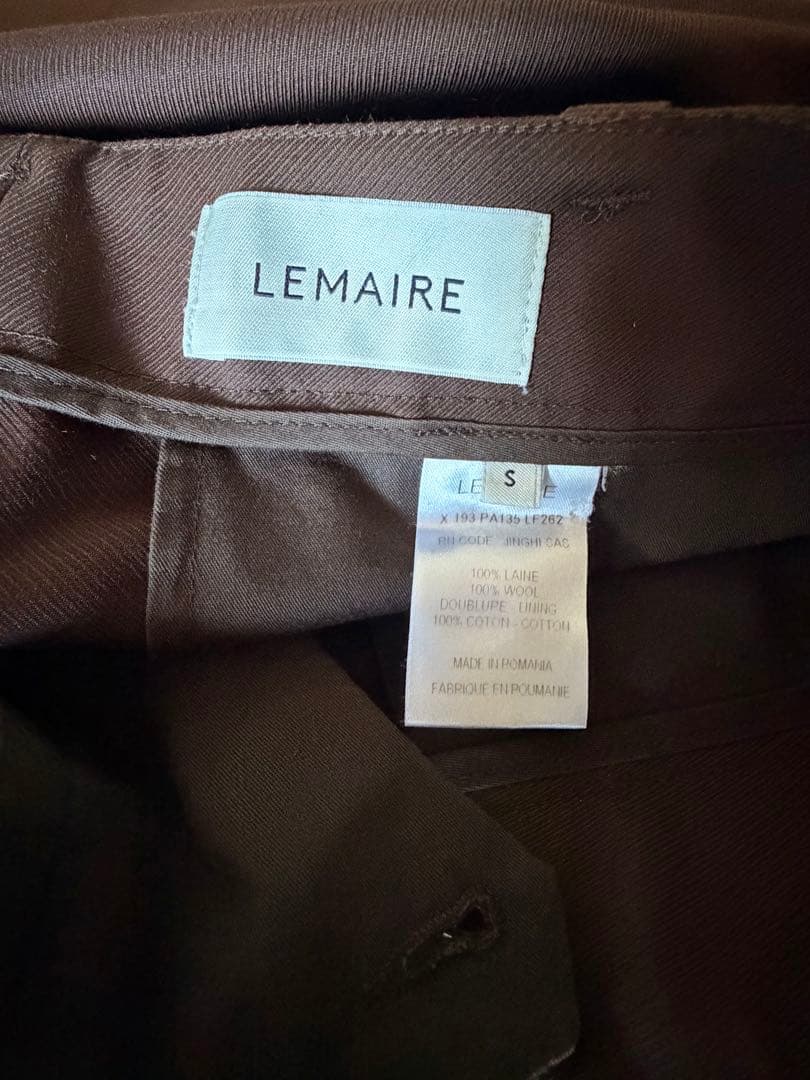 LEMAIRE
S
LE E
X 193 PA135 LF262
RN CODE JINGHI SAS
100% LAINE
100% WOOL
DOUBLURE - LINING
100% COTON - COTTON
MADE IN ROMANIA
FABRIQUE EN ROUMANIE